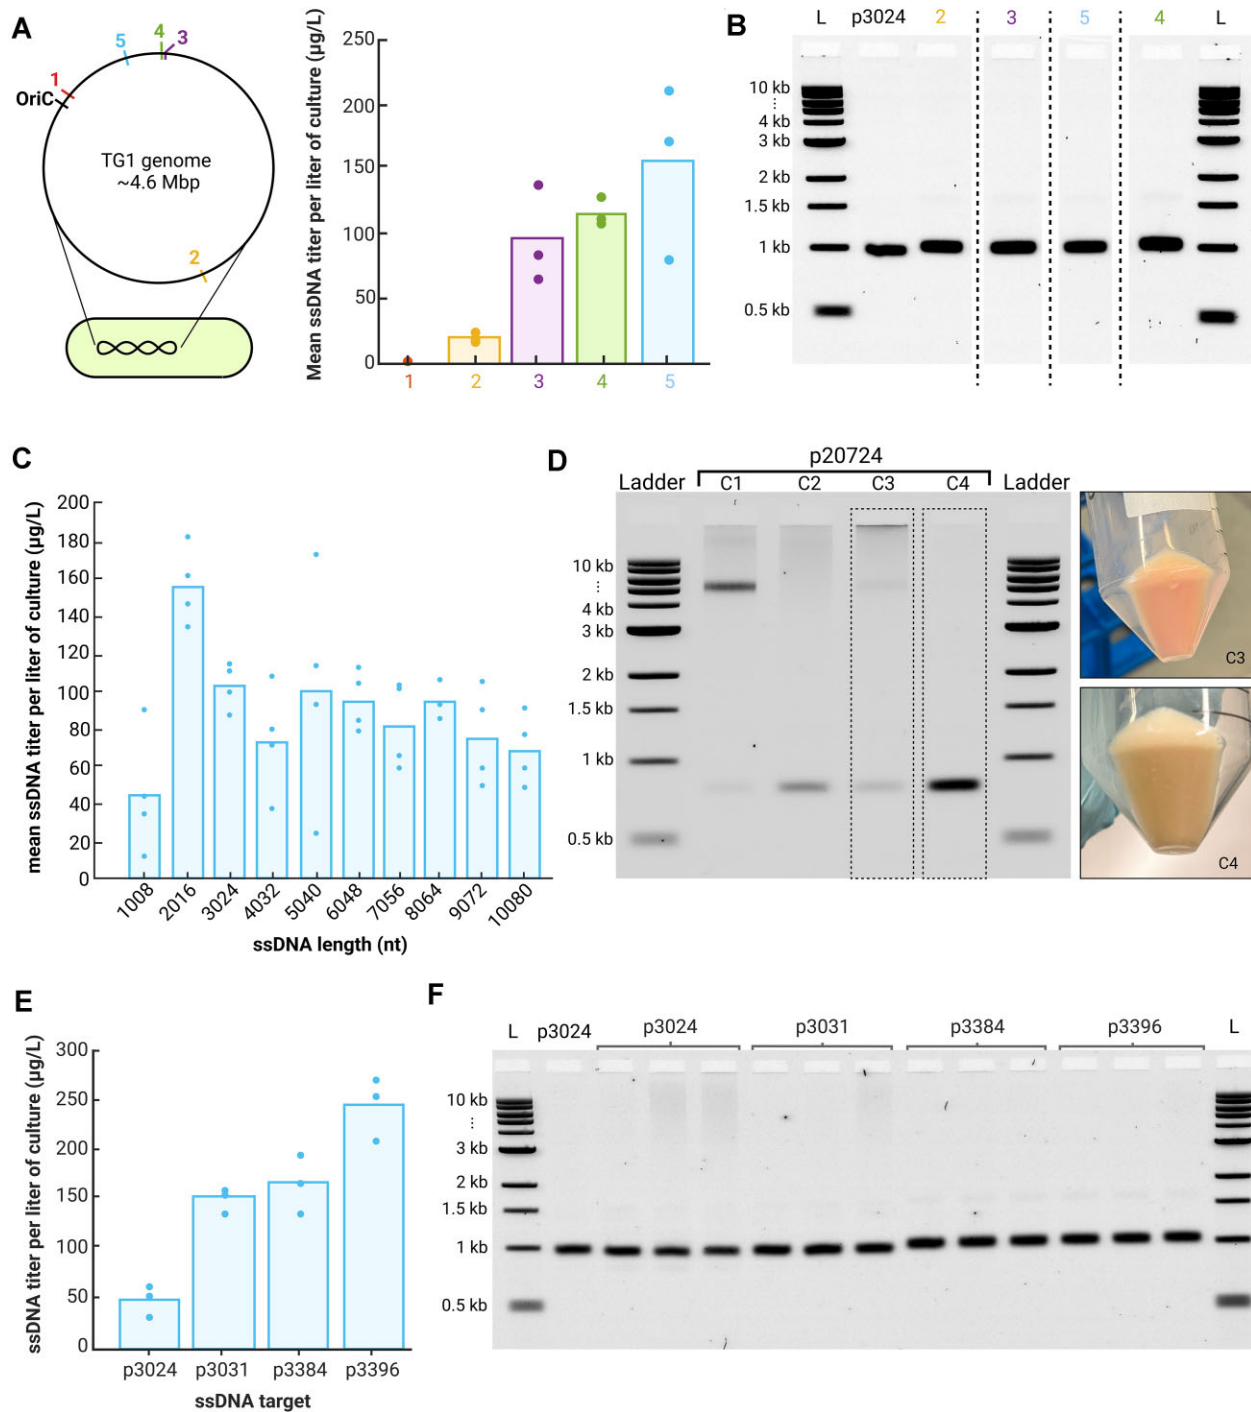 A
5
4
3
1
OriC
TG1 genome
~4.6 Mbp
2
Mean ssDNA titer per liter of culture (µg/L)
250
200
150
100
50
0
1 2 3 4 5
B
L p3024 2 3 5 4 L
10 kb
4 kb
3 kb
2 kb
1.5 kb
1 kb
0.5 kb
C
mean ssDNA titer per liter of culture (µg/L)
200
180
160
140
120
100
80
60
40
20
0
1008 2016 3024 4032 5040 6048 7056 8064 9072 10080
ssDNA length (nt)
D
p20724
Ladder C1 C2 C3 C4 Ladder
10 kb
4 kb
3 kb
2 kb
1.5 kb
1 kb
0.5 kb
C3
C4
E
ssDNA titer per liter of culture (µg/L)
300
250
200
150
100
50
0
p3024 p3031 p3384 p3396
ssDNA target
F
L p3024 p3024 p3031 p3384 p3396 L
10 kb
3 kb
2 kb
1.5 kb
1 kb
0.5 kb